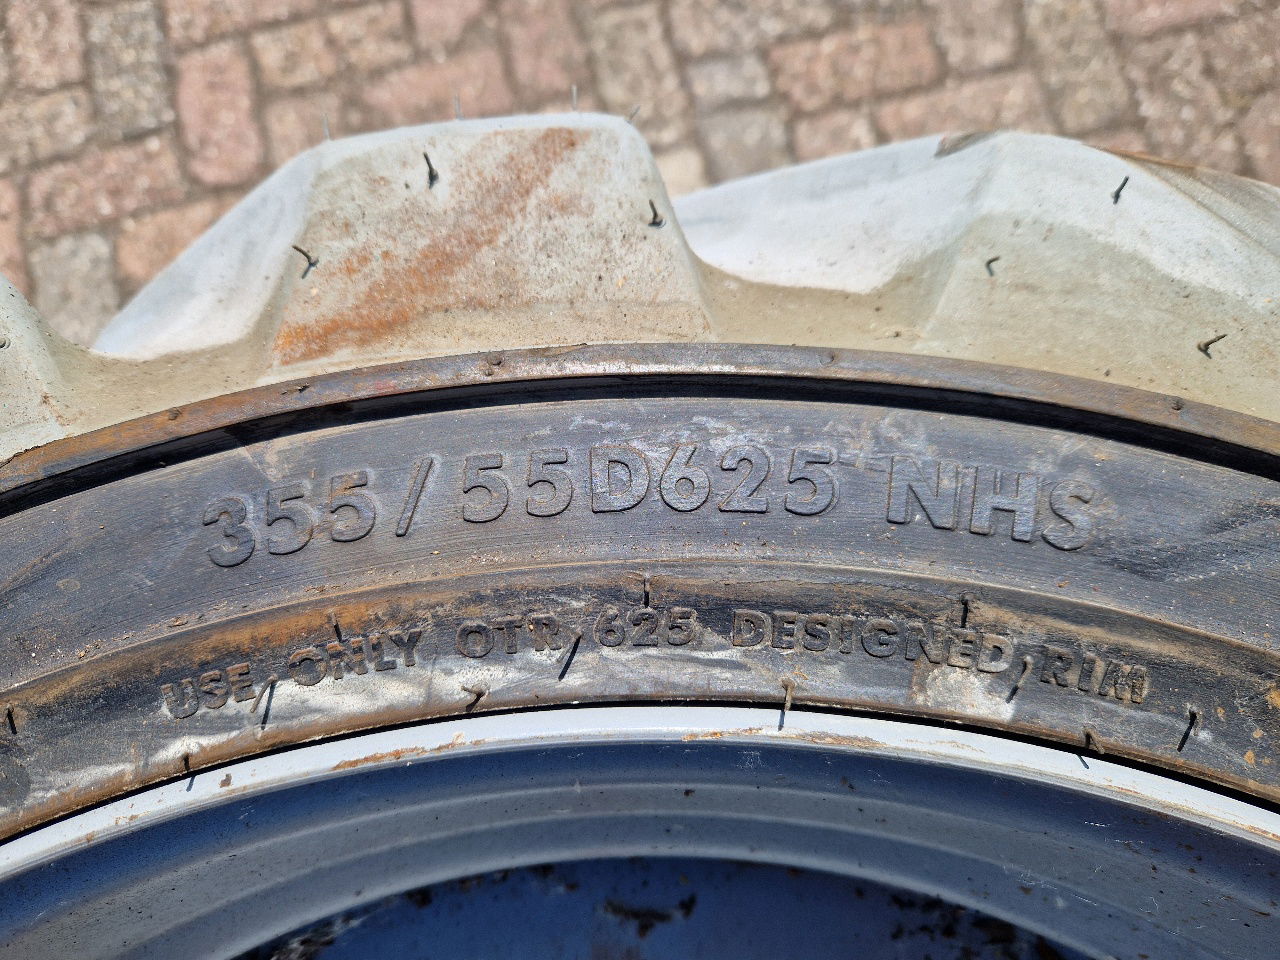 355/55D625 NHS
USE ONLY OTR 625 DESIGNED RIM